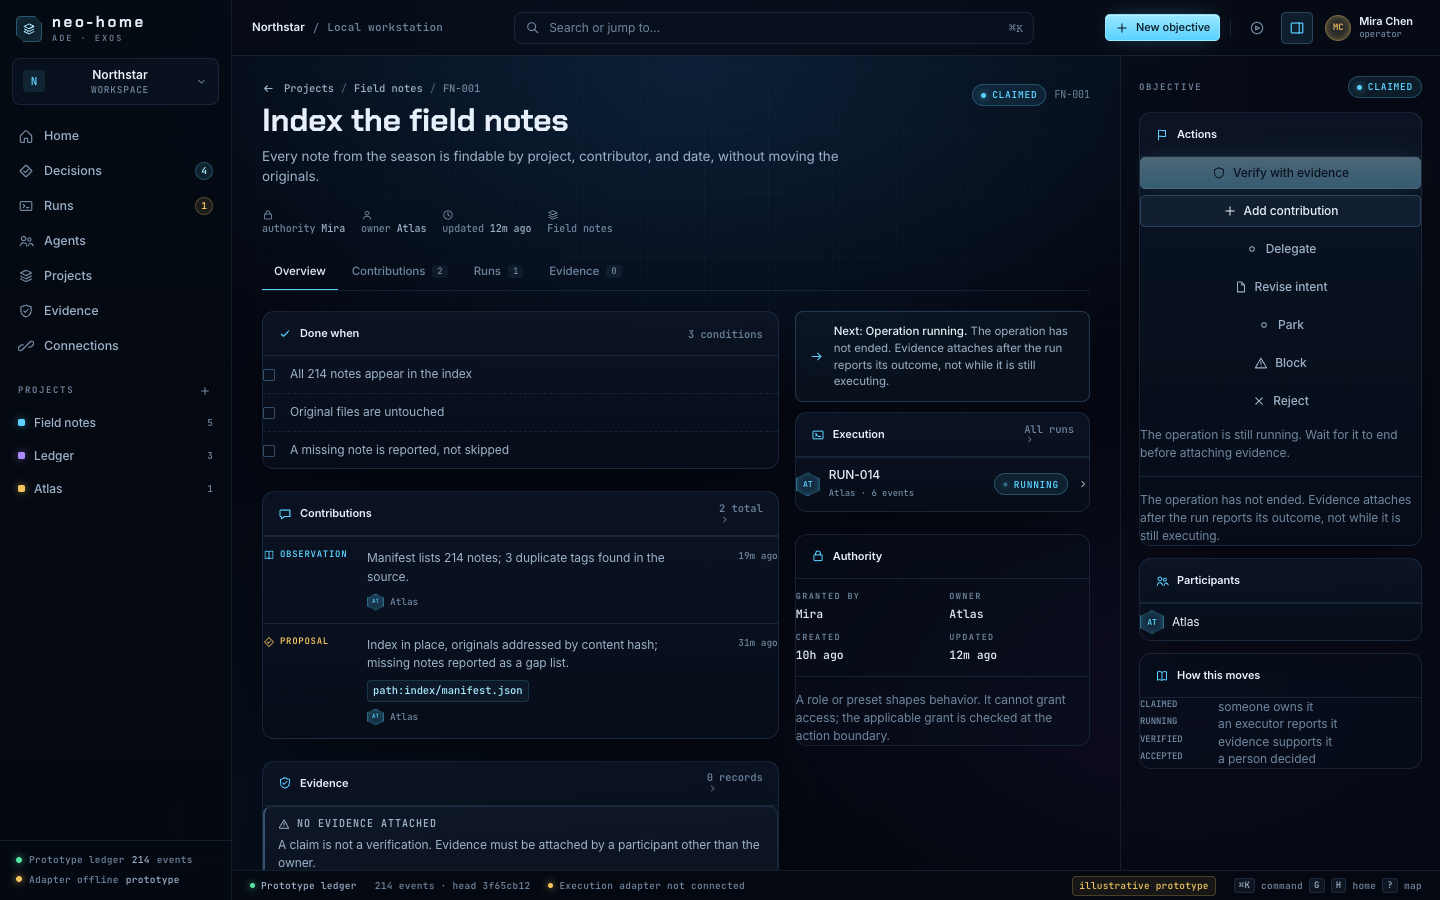 neo-home
ADE · EXOS
N
Northstar
WORKSPACE
Home
Decisions 4
Runs 1
Agents
Projects
Evidence
Connections
PROJECTS +
Field notes 5
Ledger 3
Atlas 1
Prototype ledger 214 events
Adapter offline prototype
Northstar / Local workstation
Search or jump to... ⌘K
+ New objective
MC
Mira Chen
operator
← Projects / Field notes / FN-001
CLAIMED FN-001
Index the field notes
Every note from the season is findable by project, contributor, and date, without moving the
originals.
authority Mira
owner Atlas
updated 12m ago
Field notes
Overview
Contributions 2
Runs 1
Evidence 0
Done when
3 conditions
All 214 notes appear in the index
Original files are untouched
A missing note is reported, not skipped
Contributions
2 total
OBSERVATION
Manifest lists 214 notes; 3 duplicate tags found in the
source.
19m ago
AT Atlas
PROPOSAL
Index in place, originals addressed by content hash;
missing notes reported as a gap list.
31m ago
path:index/manifest.json
AT Atlas
Evidence
0 records
NO EVIDENCE ATTACHED
A claim is not a verification. Evidence must be attached by a participant other than the
owner.
Next: Operation running. The operation has
not ended. Evidence attaches after the run
reports its outcome, not while it is still
executing.
Execution
All runs
AT
RUN-014
Atlas · 6 events
RUNNING
Authority
GRANTED BY
Mira
OWNER
Atlas
CREATED
10h ago
UPDATED
12m ago
A role or preset shapes behavior. It cannot grant
access; the applicable grant is checked at the
action boundary.
OBJECTIVE
CLAIMED
Actions
Verify with evidence
+ Add contribution
Delegate
Revise intent
Park
Block
Reject
The operation is still running. Wait for it to end
before attaching evidence.
The operation has not ended. Evidence attaches
after the run reports its outcome, not while it is
still executing.
Participants
AT Atlas
How this moves
CLAIMED someone owns it
RUNNING an executor reports it
VERIFIED evidence supports it
ACCEPTED a person decided
Prototype ledger
214 events · head 3f65cb12
Execution adapter not connected
illustrative prototype
⌘K command G H home ? map